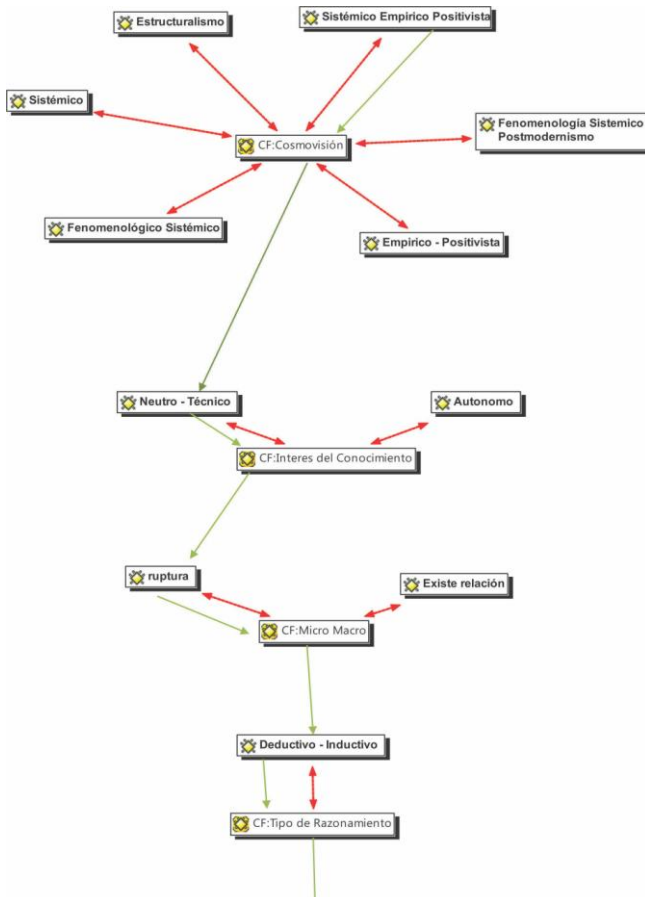 Estructuralismo
Sistémico Empirico Positivista
Sistémico
Fenomenología Sistemico
Postmodernismo
CF:Cosmovisión
Fenomenológico Sistémico
Empirico - Positivista
Neutro - Técnico
Autonomo
CF:Interes del Conocimiento
ruptura
Existe relación
CF:Micro Macro
Deductivo - Inductivo
CF:Tipo de Razonamiento